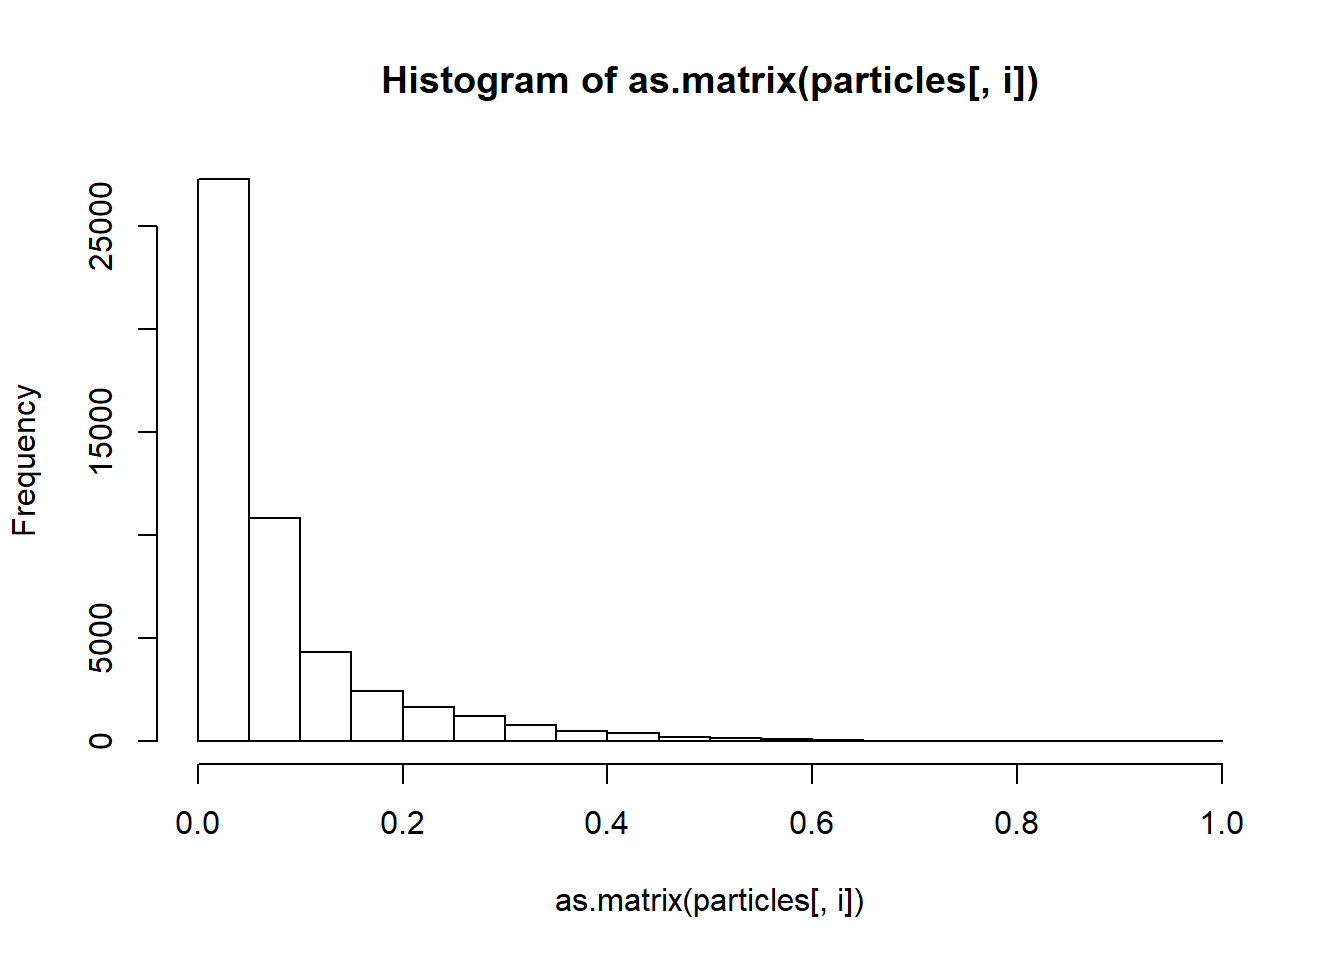 Histogram of as.matrix(particles[, i])
Frequency
25000
15000
5000
0
0.0 0.2 0.4 0.6 0.8 1.0
as.matrix(particles[, i])